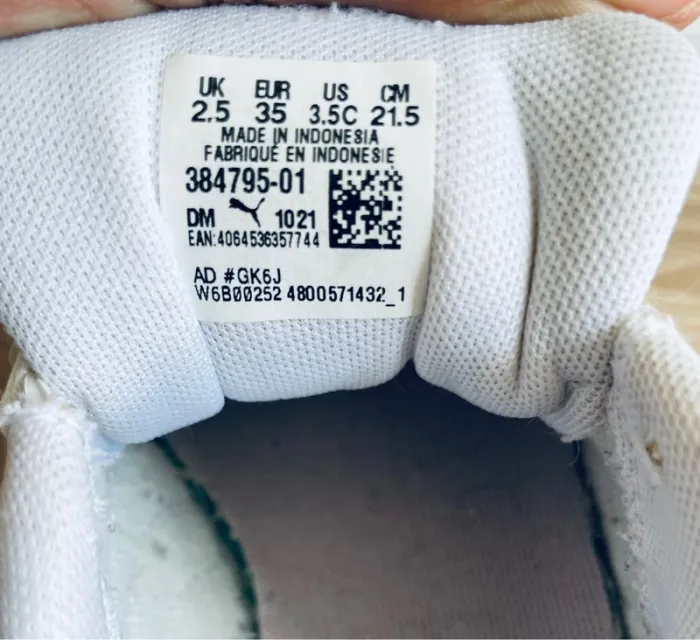 UK EUR US CM
2.5 35 3.5C 21.5
MADE IN INDONESIA
FABRIQUÉ EN INDONESIE
384795-01
DM 1021
EAN:4064536357744
AD #GK6J
W6B00252 4800571432_1